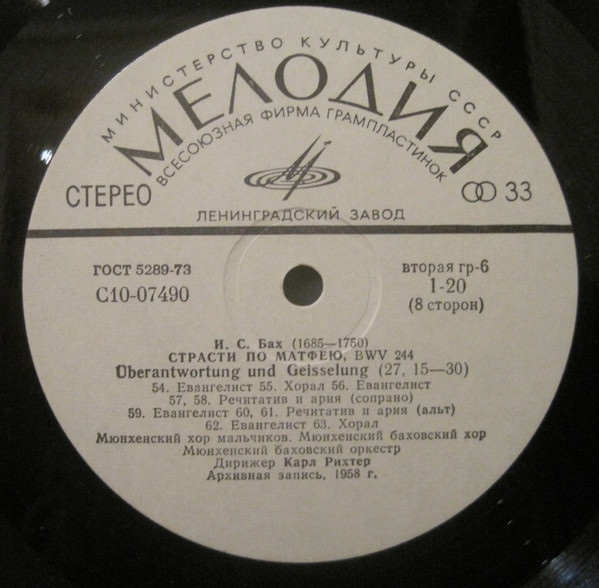 МИНИСТЕРСТВО КУЛЬТУРЫ СССР
МЕЛОДИЯ
ВСЕСОЮЗНАЯ ФИРМА ГРАМПЛАСТИНОК
СТЕРЕО
33
ЛЕНИНГРАДСКИЙ ЗАВОД
ГОСТ 5289-73
С10-07490
вторая гр-6
1-20
(8 сторон)
И. С. Бах (1685—1750)
СТРАСТИ ПО МАТФЕЮ, BWV 244
Überantwortung und Geisselung (27, 15—30)
54. Евангелист 55. Хорал 56. Евангелист
57, 58. Речитатив и ария (сопрано)
59. Евангелист 60, 61. Речитатив и ария (альт)
62. Евангелист 63. Хорал
Мюнхенский хор мальчиков. Мюнхенский баховский хор
Мюнхенский баховский оркестр
Дирижер Карл Рихтер
Архивная запись, 1958 г.